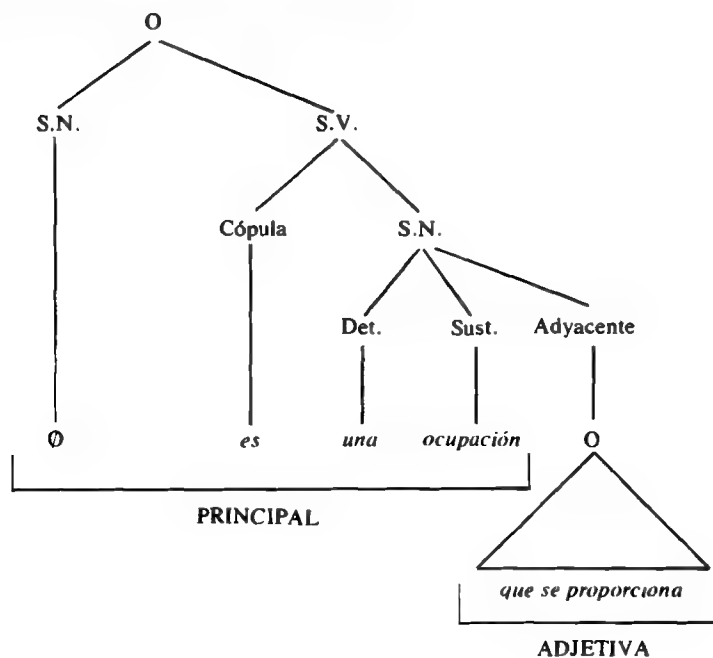 O
S.N. S.V.
Cópula S.N.
Det. Sust. Adyacente
Ø es una ocupación O
PRINCIPAL
que se proporciona
ADJETIVA